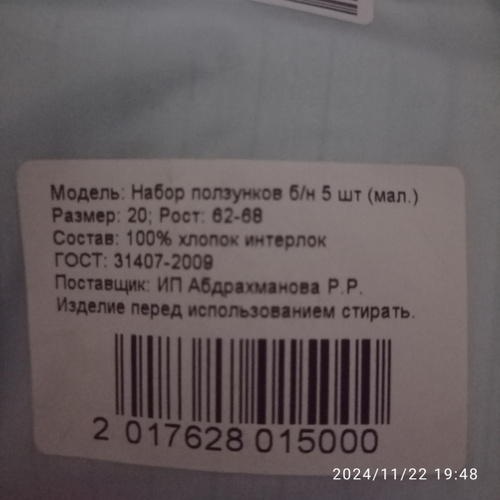 Модель: Набор ползунков б/н 5 шт (мал.)
Размер: 20; Рост: 62-68
Состав: 100% хлопок интерлок
ГОСТ: 31407-2009
Поставщик: ИП Абдрахманова Р.Р.
Изделие перед использованием стирать.
2 017628 015000
2024/11/22 19:48